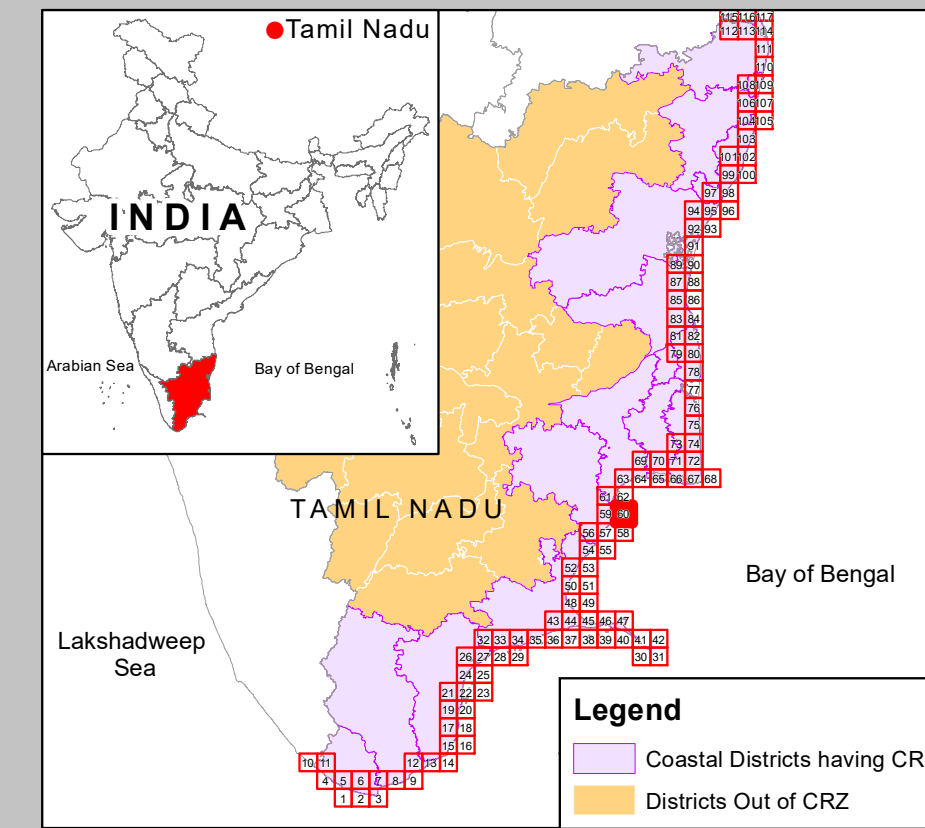 Tamil Nadu
INDIA
Arabian Sea
Bay of Bengal
115 116 117
112 113 114
111
110
108 109
106 107
104 105
103
101 102
99 100
97 98
94 95 96
92 93
91
89 90
87 88
85 86
83 84
81 82
79 80
78
77
76
75
73 74
69 70 71 72
63 64 65 66 67 68
61 62
TAMIL NADU
59 60
56 57 58
54 55
52 53
Bay of Bengal
50 51
48 49
43 44 45 46 47
32 33 34 35 36 37 38 39 40 41 42
Lakshadweep
Sea
26 27 28 29 30 31
24 25
21 22 23
19 20
17 18
15 16
10 11 12 13 14
4 5 6 7 8 9
1 2 3
Legend
Coastal Districts having CR
Districts Out of CRZ